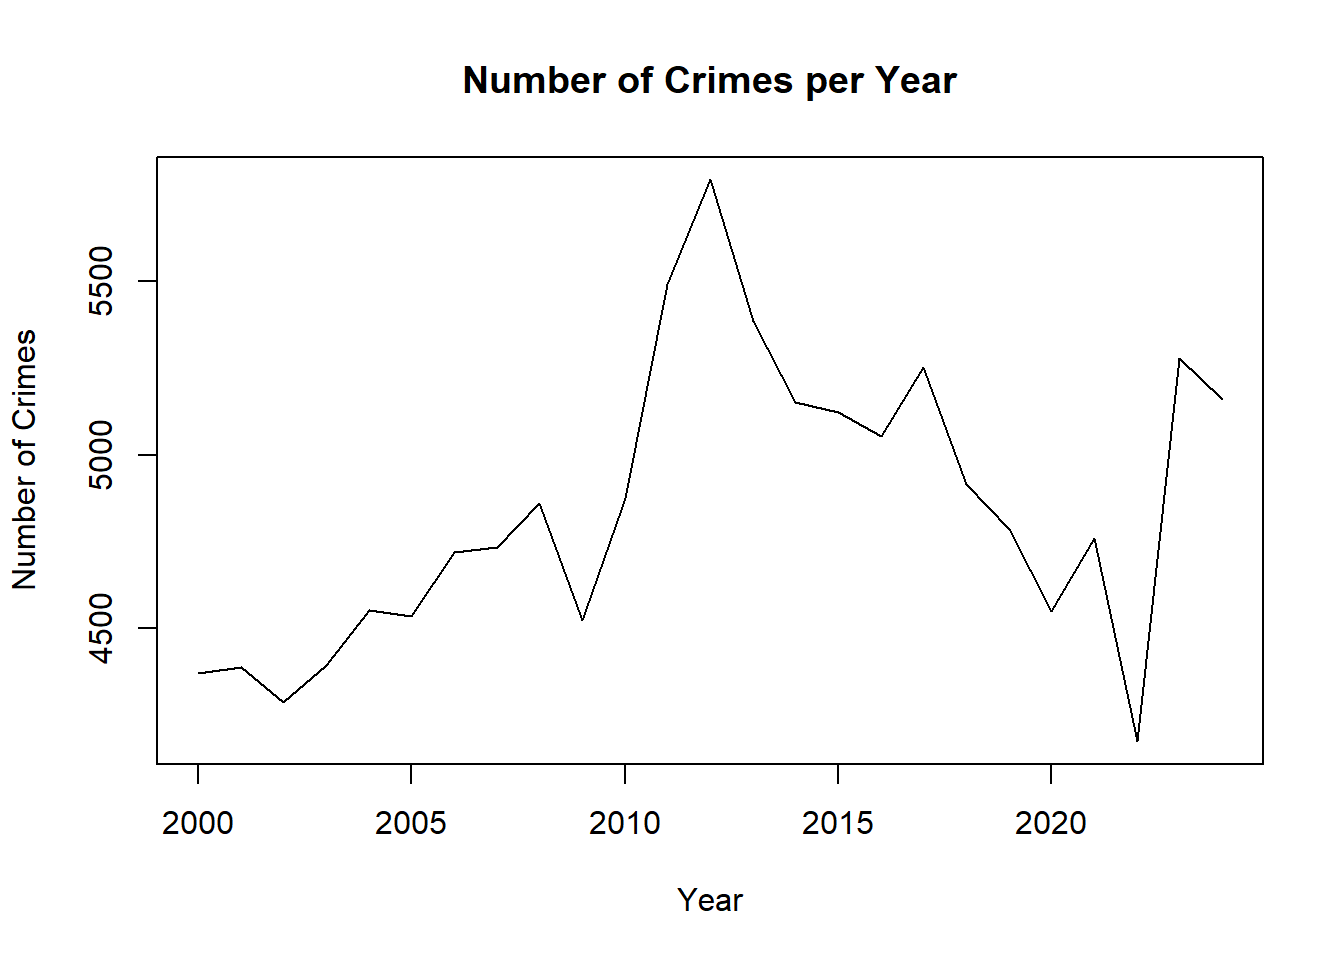 Number of Crimes per Year
Number of Crimes
5500
5000
4500
2000 2005 2010 2015 2020
Year